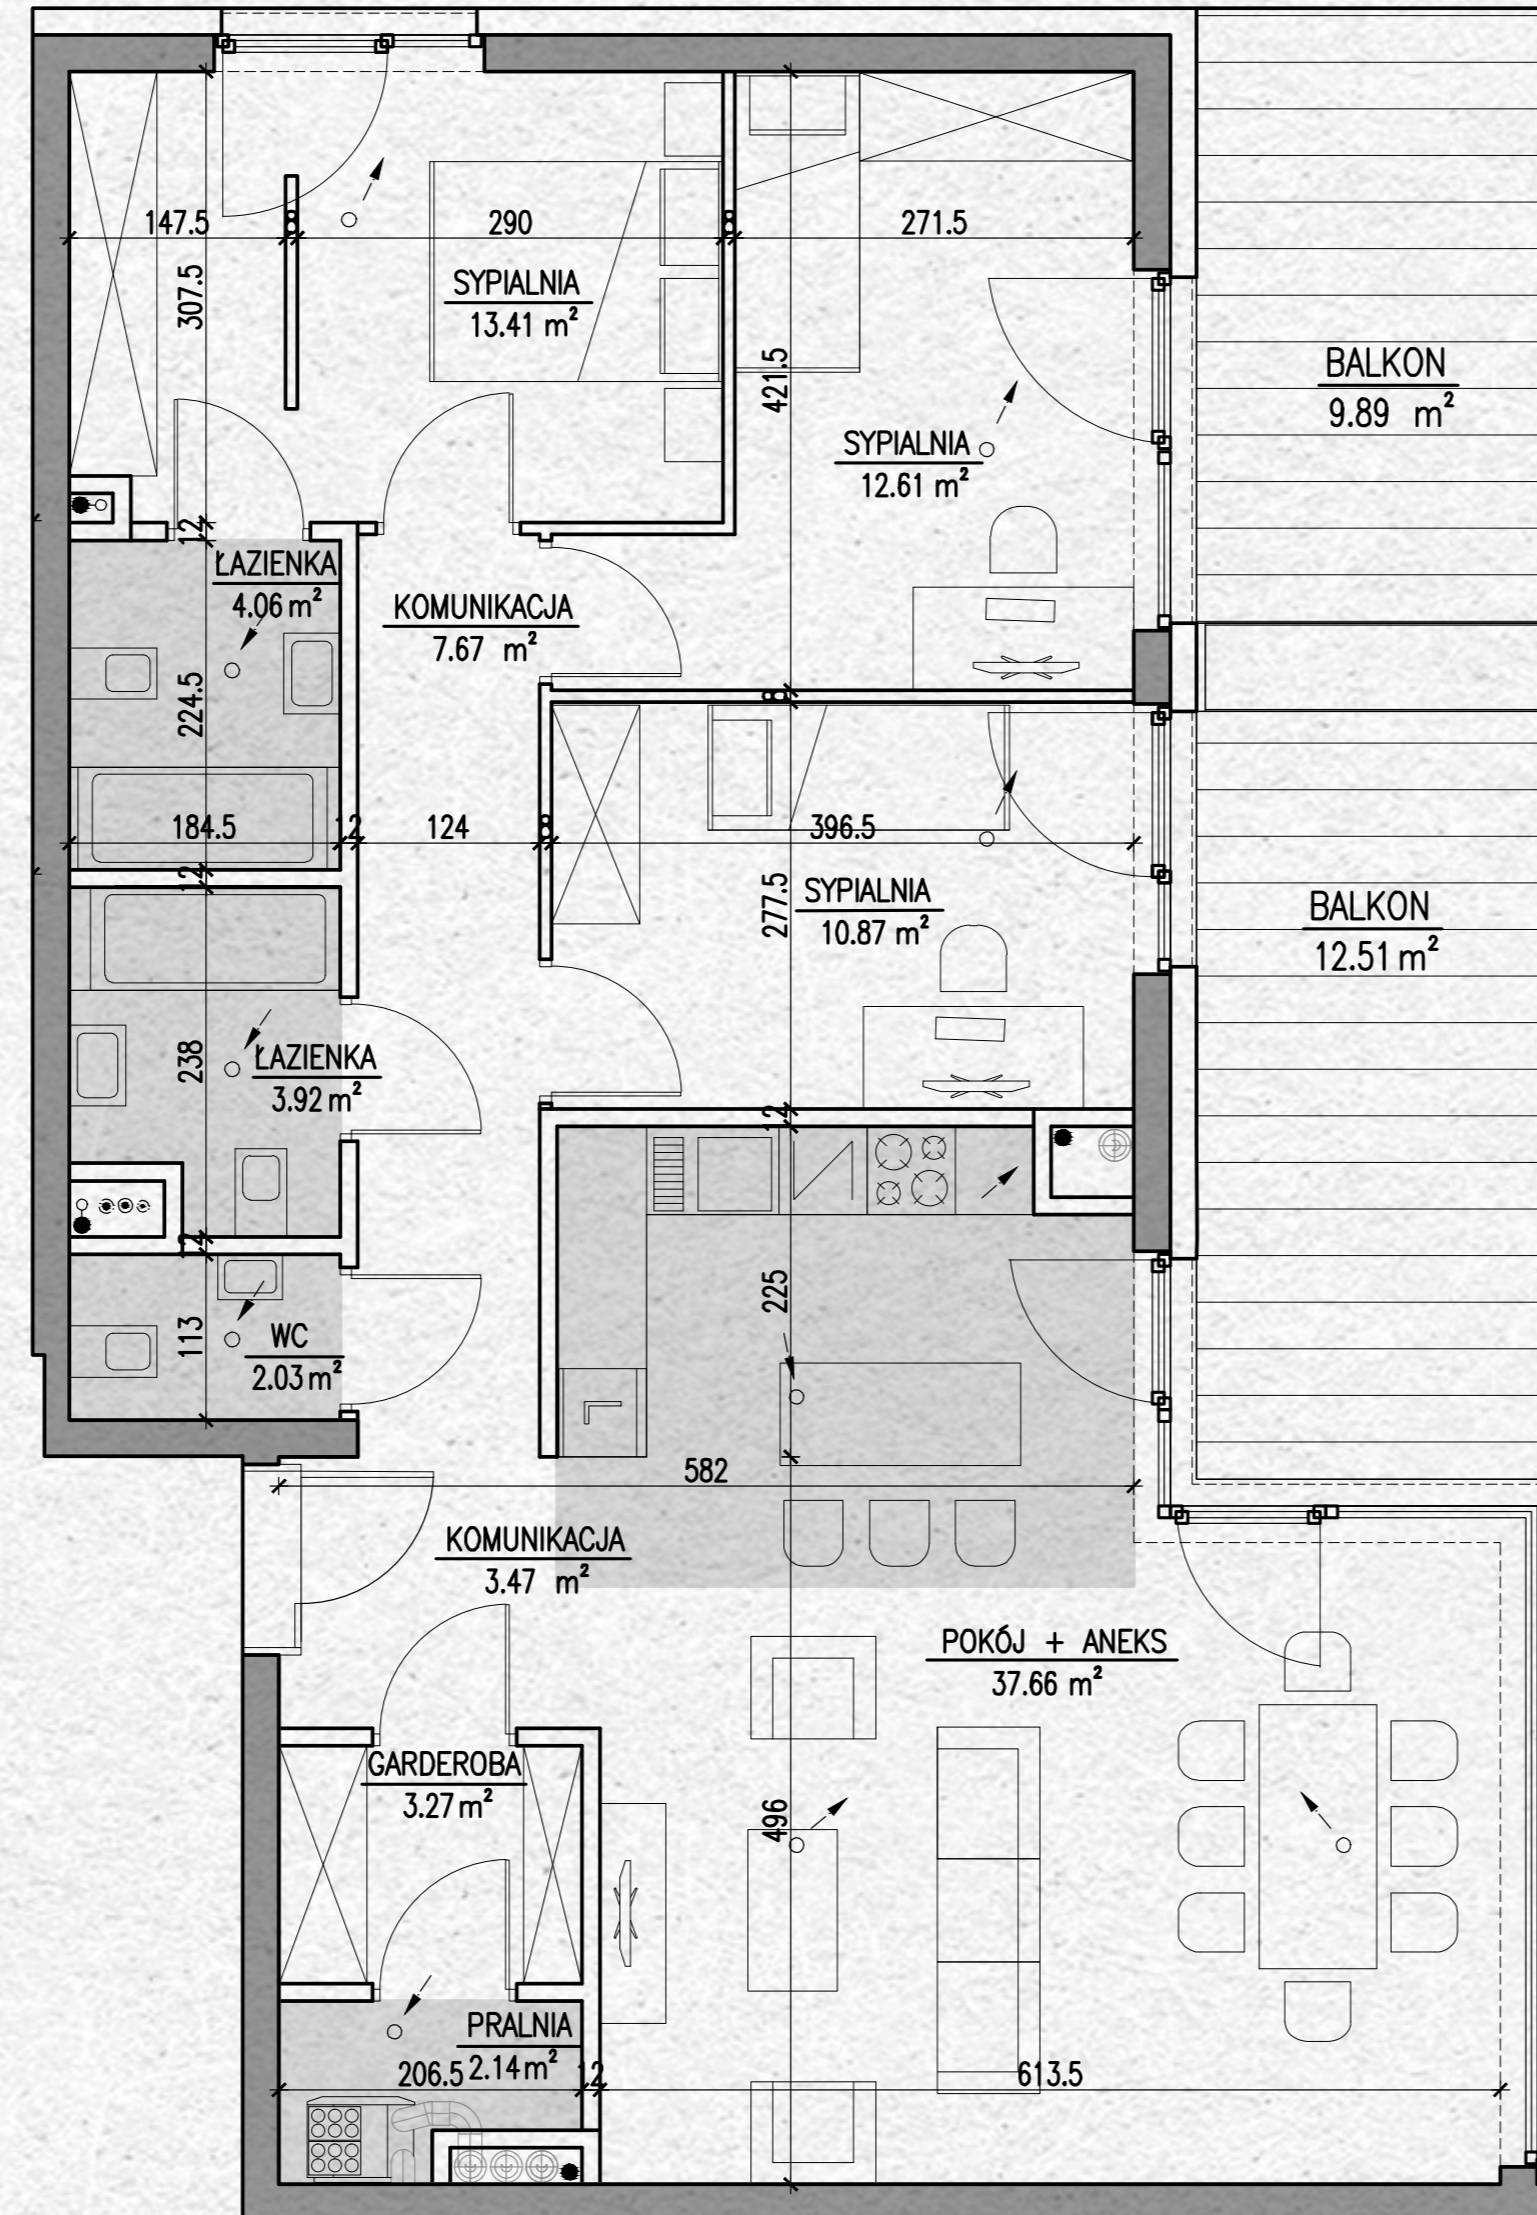 147.5
290
271.5
307.5
SYPIALNIA
13.41 m²
421.5
BALKON
9.89 m²
SYPIALNIA
12.61 m²
12
ŁAZIENKA
4.06 m²
KOMUNIKACJA
7.67 m²
224.5
184.5
12
124
8
396.5
12
277.5
SYPIALNIA
10.87 m²
BALKON
12.51 m²
238
ŁAZIENKA
3.92 m²
12
12
225
113
WC
2.03 m²
582
KOMUNIKACJA
3.47 m²
POKÓJ + ANEKS
37.66 m²
GARDEROBA
3.27 m²
496
PRALNIA
2.14 m²
206.5
12
613.5